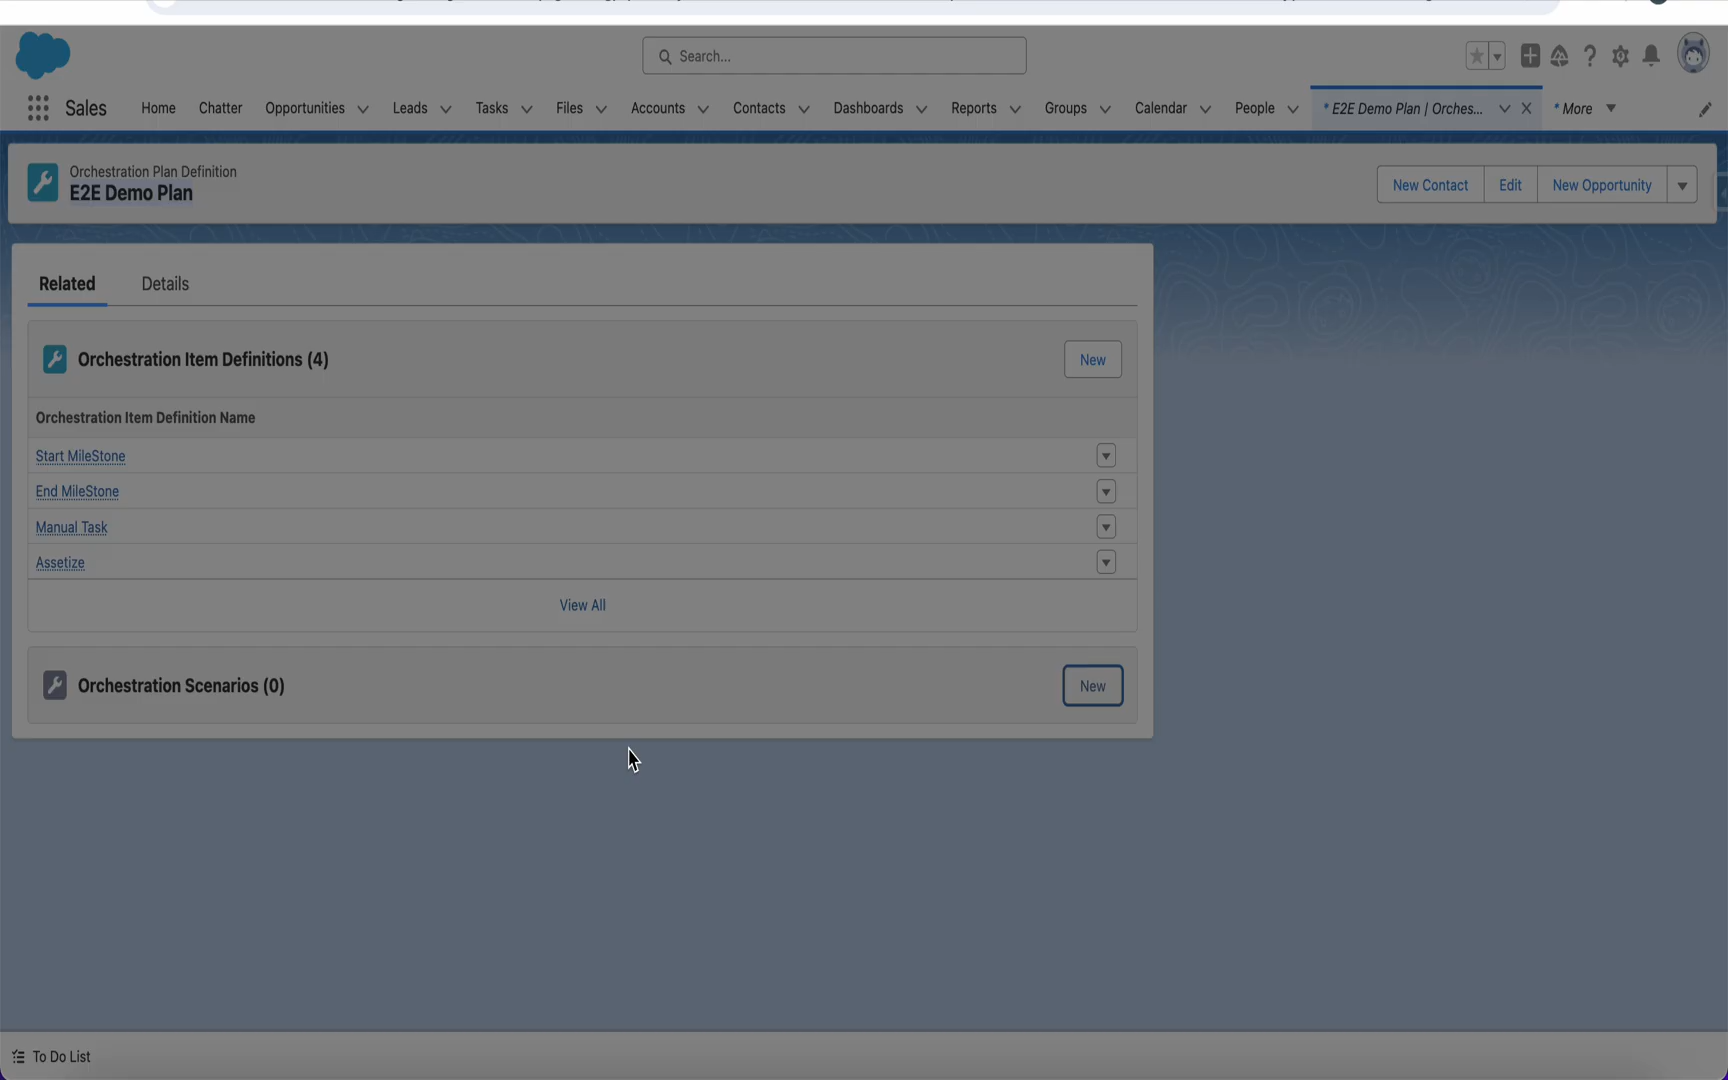 Search...
Sales
Home
Chatter
Opportunities
Leads
Tasks
Files
Accounts
Contacts
Dashboards
Reports
Groups
Calendar
People
* E2E Demo Plan | Orches...
* More
Orchestration Plan Definition
E2E Demo Plan
New Contact
Edit
New Opportunity
Related
Details
Orchestration Item Definitions (4)
New
Orchestration Item Definition Name
Start MileStone
End MileStone
Manual Task
Assetize
View All
Orchestration Scenarios (0)
New
To Do List